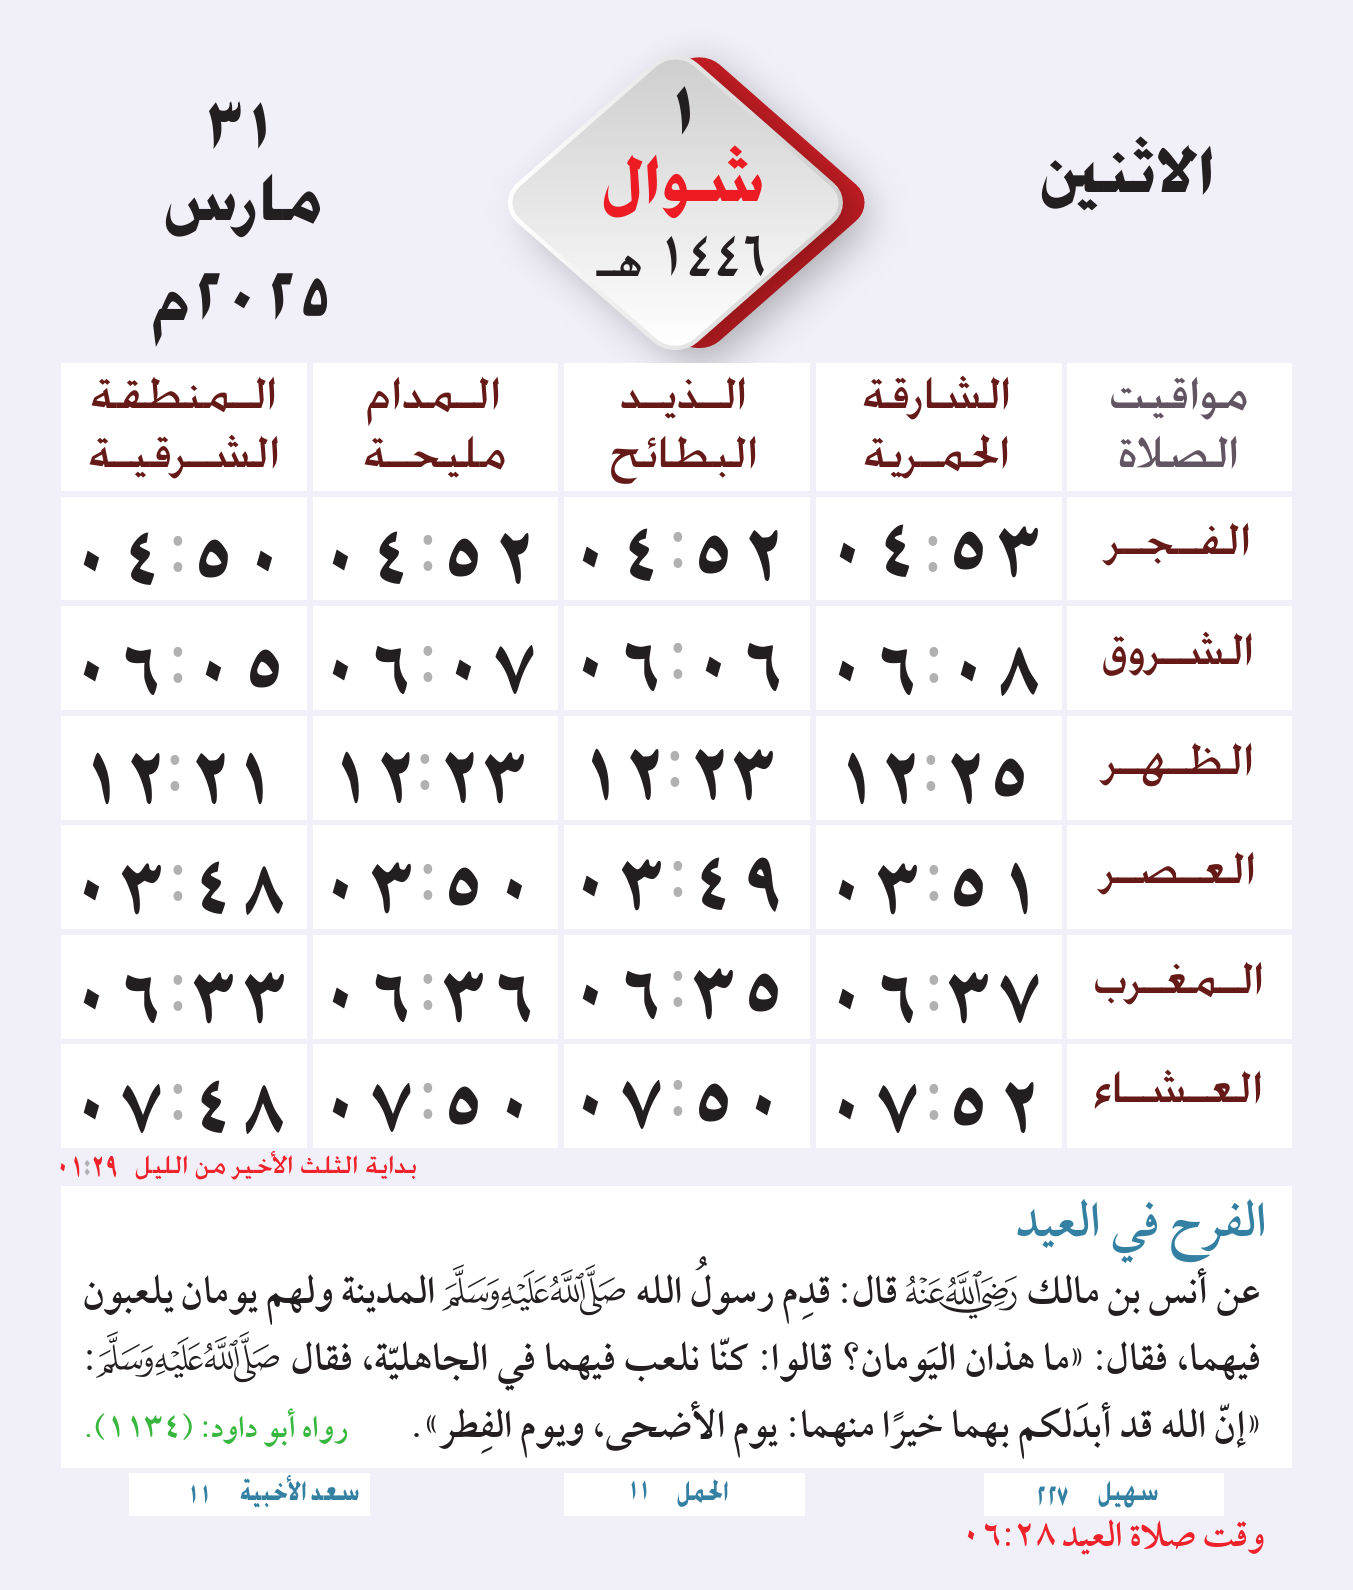 الاثنين
١
شوال
١٤٤٦ هـ
٣١
مارس
٢٠٢٥م
مواقيت الصلاة | الشارقة الحمرية | الذيد البطائح | المدام مليحة | المنطقة الشرقية
الفجر ٠٤:٥٣ ٠٤:٥٢ ٠٤:٥٢ ٠٤:٥٠
الشروق ٠٦:٠٨ ٠٦:٠٦ ٠٦:٠٧ ٠٦:٠٥
الظهر ١٢:٢٥ ١٢:٢٣ ١٢:٢٣ ١٢:٢١
العصر ٠٣:٥١ ٠٣:٤٩ ٠٣:٥٠ ٠٣:٤٨
المغرب ٠٦:٣٧ ٠٦:٣٥ ٠٦:٣٦ ٠٦:٣٣
العشاء ٠٧:٥٢ ٠٧:٥٠ ٠٧:٥٠ ٠٧:٤٨
بداية الثلث الأخير من الليل ٠١:٢٩
الفرح في العيد
عن أنس بن مالك رَضِيَ اللَّهُ عَنْهُ قال: قدِم رسولُ الله صَلَّى اللَّهُ عَلَيْهِ وَسَلَّمَ المدينة ولهم يومان يلعبون
فيهما، فقال: «ما هذان اليَومان؟ قالوا: كنّا نلعب فيهما في الجاهليّة، فقال صَلَّى اللَّهُ عَلَيْهِ وَسَلَّمَ:
«إنّ الله قد أبدَلكم بهما خيرًا منهما: يوم الأضحى، ويوم الفِطر». رواه أبو داود: (١١٣٤).
سهيل ٢٢٧ الحمل ١١ سعد الأخبية ١١
وقت صلاة العيد ٠٦:٢٨